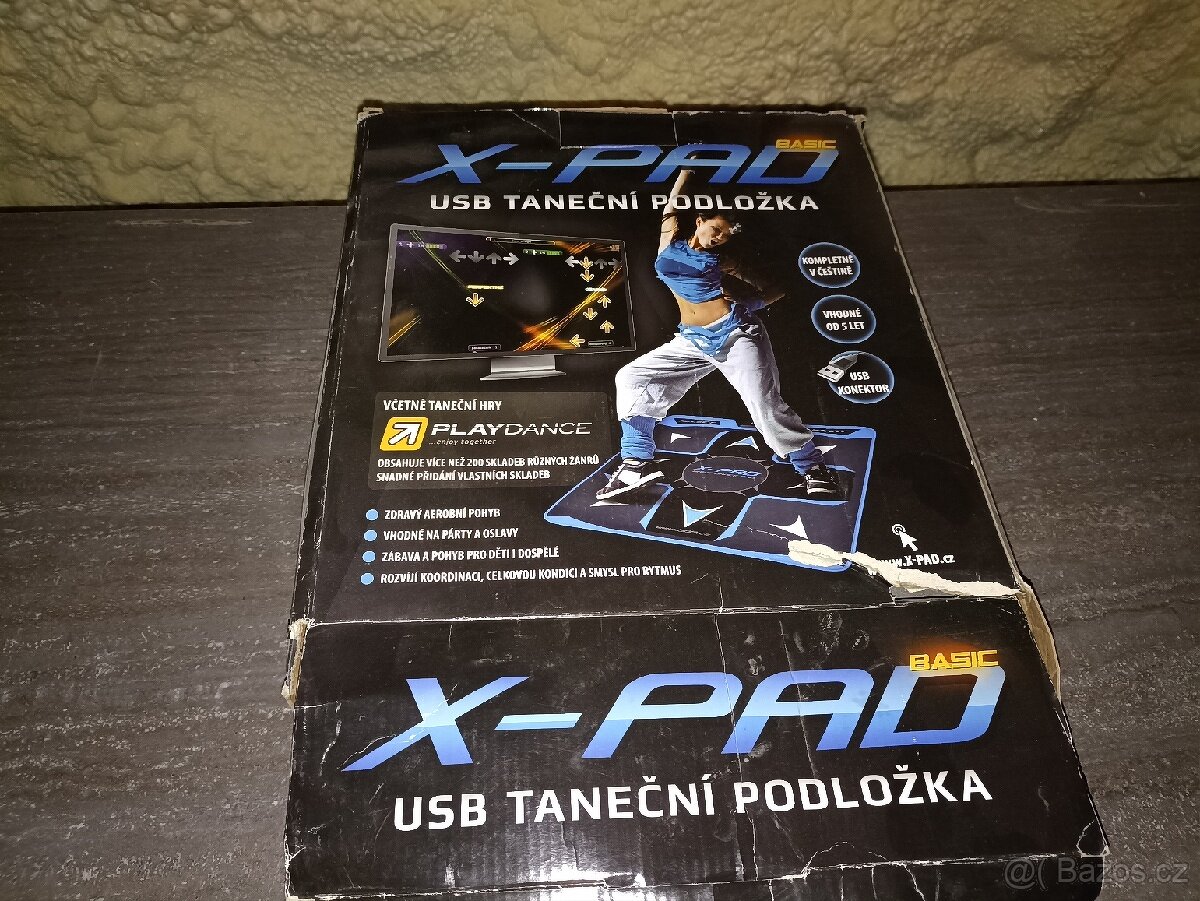 X-PAD BASIC
USB TANEČNÍ PODLOŽKA
KOMPLETNĚ
V ČEŠTINĚ
VHODNÉ
OD 5 LET
USB
KONEKTOR
VČETNĚ TANEČNÍ HRY
PLAYDANCE
...enjoy together
OBSAHUJE VÍCE NEŽ 200 SKLADEB RŮZNÝCH ŽÁNRŮ
SNADNÉ PŘIDÁNÍ VLASTNÍCH SKLADEB
X-PAD
ZDRAVÝ AEROBNÍ POHYB
VHODNÉ NA PÁRTY A OSLAVY
ZÁBAVA A POHYB PRO DĚTI I DOSPĚLÉ
ROZVÍJÍ KOORDINACI, CELKOVOU KONDICI A SMYSL PRO RYTMUS
www.X-PAD.cz
X-PAD BASIC
USB TANEČNÍ PODLOŽKA
@( Bazos.cz